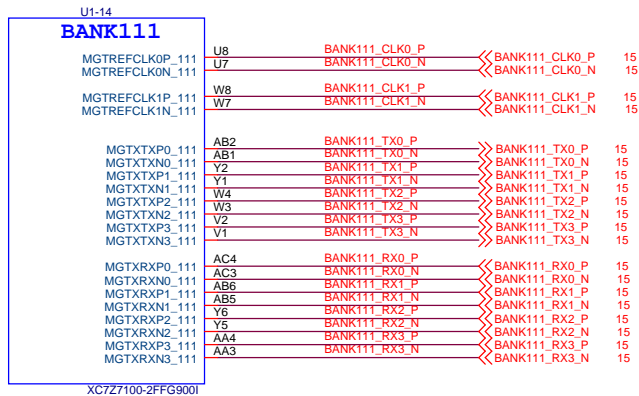 U1-14
BANK111
MGTREFCLK0P_111 U8 BANK111_CLK0_P BANK111_CLK0_P 15
MGTREFCLK0N_111 U7 BANK111_CLK0_N BANK111_CLK0_N 15
MGTREFCLK1P_111 W8 BANK111_CLK1_P BANK111_CLK1_P 15
MGTREFCLK1N_111 W7 BANK111_CLK1_N BANK111_CLK1_N 15
MGTXTXP0_111 AB2 BANK111_TX0_P BANK111_TX0_P 15
MGTXTXN0_111 AB1 BANK111_TX0_N BANK111_TX0_N 15
MGTXTXP1_111 Y2 BANK111_TX1_P BANK111_TX1_P 15
MGTXTXN1_111 Y1 BANK111_TX1_N BANK111_TX1_N 15
MGTXTXP2_111 W4 BANK111_TX2_P BANK111_TX2_P 15
MGTXTXN2_111 W3 BANK111_TX2_N BANK111_TX2_N 15
MGTXTXP3_111 V2 BANK111_TX3_P BANK111_TX3_P 15
MGTXTXN3_111 V1 BANK111_TX3_N BANK111_TX3_N 15
MGTXRXP0_111 AC4 BANK111_RX0_P BANK111_RX0_P 15
MGTXRXN0_111 AC3 BANK111_RX0_N BANK111_RX0_N 15
MGTXRXP1_111 AB6 BANK111_RX1_P BANK111_RX1_P 15
MGTXRXN1_111 AB5 BANK111_RX1_N BANK111_RX1_N 15
MGTXRXP2_111 Y6 BANK111_RX2_P BANK111_RX2_P 15
MGTXRXN2_111 Y5 BANK111_RX2_N BANK111_RX2_N 15
MGTXRXP3_111 AA4 BANK111_RX3_P BANK111_RX3_P 15
MGTXRXN3_111 AA3 BANK111_RX3_N BANK111_RX3_N 15
XC7Z7100-2FFG900I